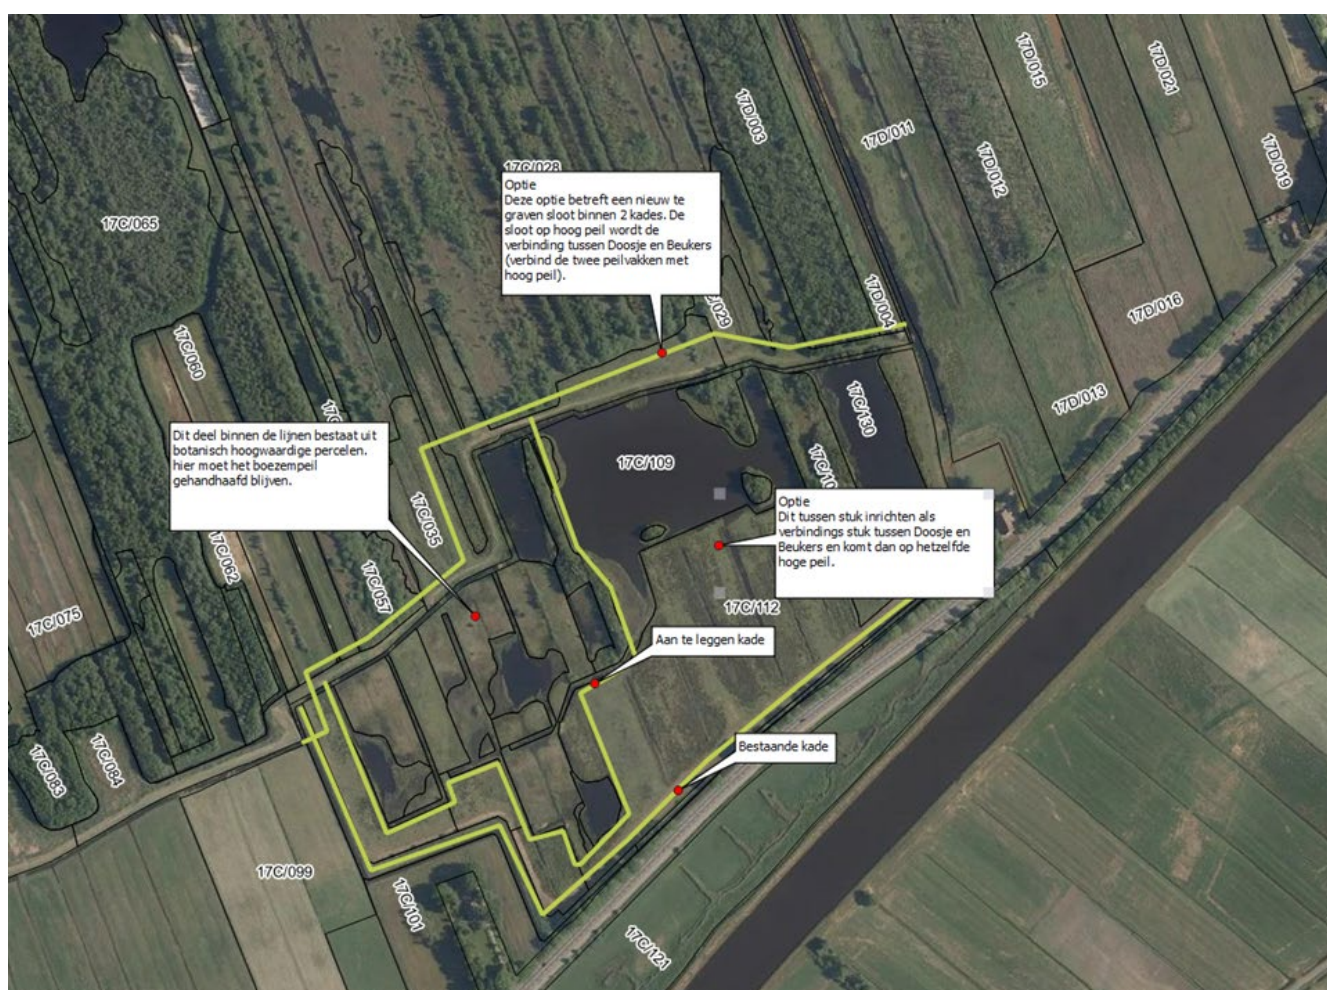 17D/015
17D/021
17D/003
17D/011
17D/012
17D/019
17C/028
Optie
Deze optie betreft een nieuw te
graven sloot binnen 2 kades. De
sloot op hoog peil wordt de
verbinding tussen Doosje en Beukers
(verbind de twee peilvakken met
hoog peil).
17C/065
17D/004
17D/016
17C/060
17D/013
17C/130
Dit deel binnen de lijnen bestaat uit
botanisch hoogwaardige percelen.
hier moet het boezempeil
gehandhaafd blijven.
17C/109
17C/035
Optie
Dit tussen stuk inrichten als
verbindings stuk tussen Doosje en
Beukers en komt dan op hetzelfde
hoge peil.
17C/062
17C/057
17C/112
17C/075
Aan te leggen kade
Bestaande kade
17C/083
17C/084
17C/099
17C/101
17C/121